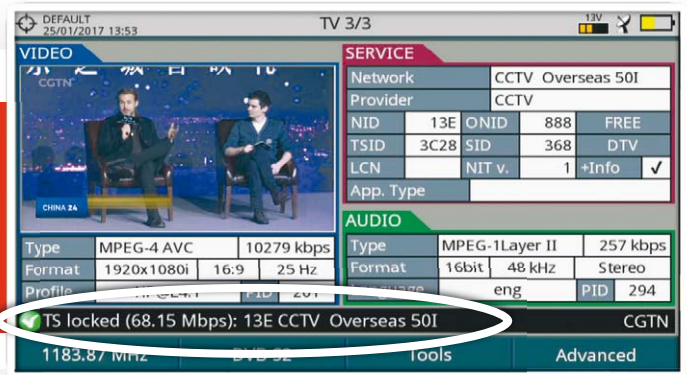 DEFAULT
25/01/2017 13:53
TV 3/3
13V
VIDEO
CGTN
CHINA 24
Type MPEG-4 AVC 10279 kbps
Format 1920x1080i 16:9 25 Hz
Profile PID
SERVICE
Network CCTV Overseas 50I
Provider CCTV
NID 13E ONID 888 FREE
TSID 3C28 SID 368 DTV
LCN NIT v. 1 +Info ✓
App. Type
AUDIO
Type MPEG-1Layer II 257 kbps
Format 16bit 48 kHz Stereo
eng PID 294
TS locked (68.15 Mbps): 13E CCTV Overseas 50I
CGTN
1183.87 MHz
Tools
Advanced